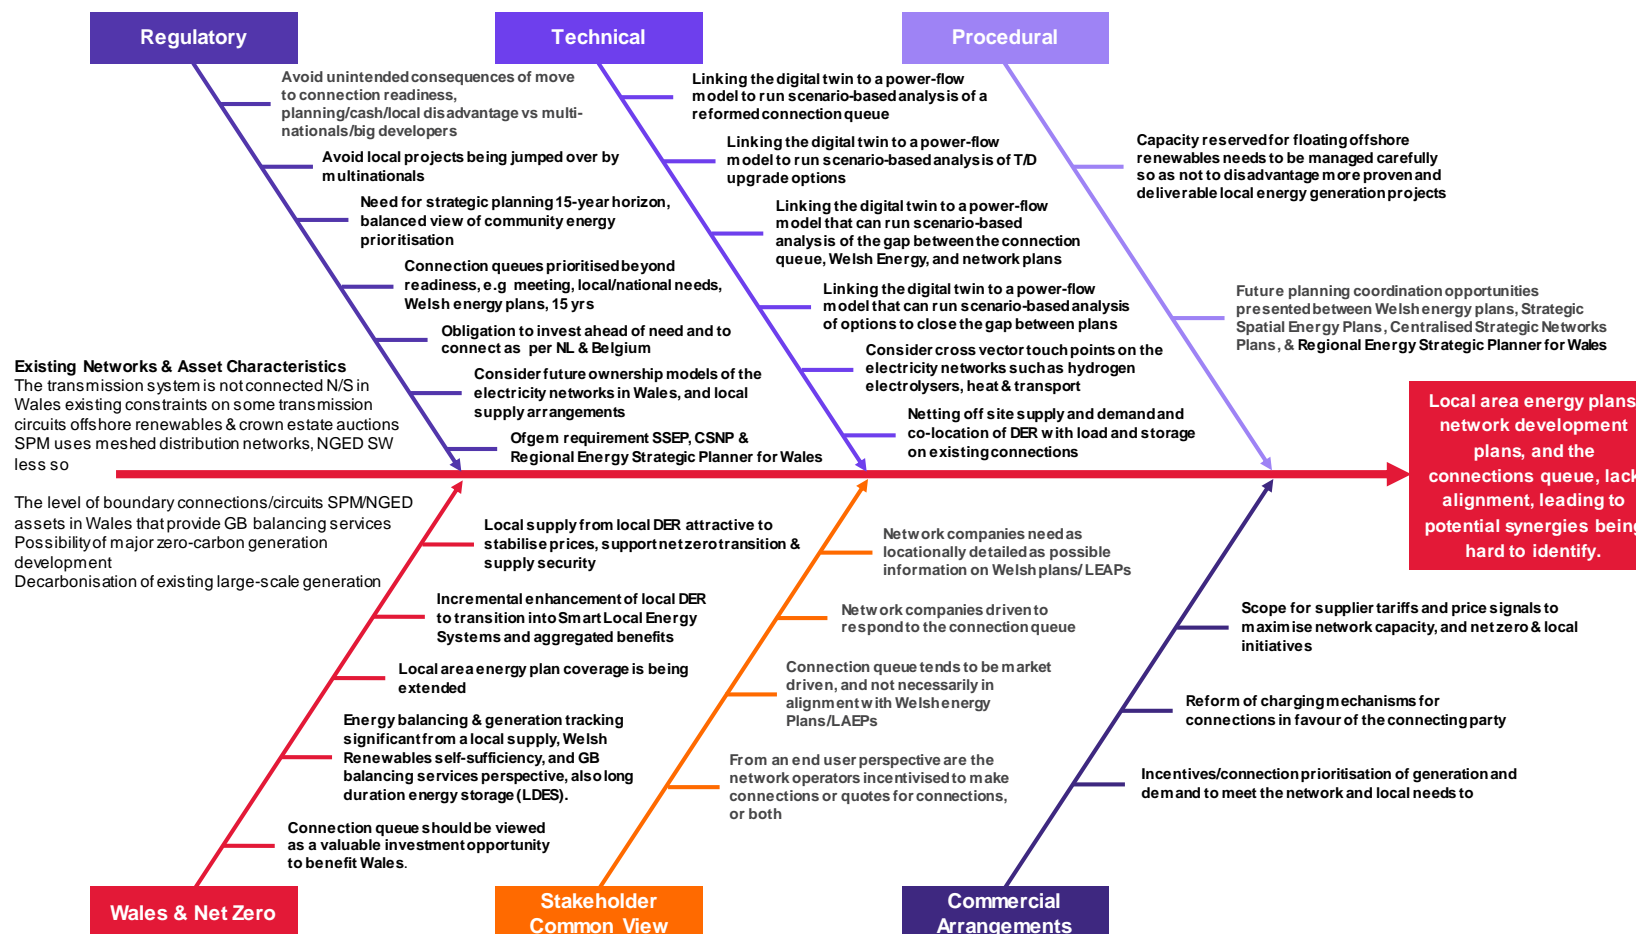 Regulatory
Avoid unintended consequences of move
to connection readiness,
planning/cash/local disadvantage vs multi-
nationals/big developers
Avoid local projects being jumped over by
multinationals
Need for strategic planning 15-year horizon,
balanced view of community energy
prioritisation
Connection queues prioritised beyond
readiness, e.g meeting, local/national needs,
Welsh energy plans, 15 yrs
Obligation to invest ahead of need and to
connect as per NL & Belgium
Consider future ownership models of the
electricity networks in Wales, and local
supply arrangements
Ofgem requirement SSEP, CSNP &
Regional Energy Strategic Planner for Wales
Technical
Linking the digital twin to a power-flow
model to run scenario-based analysis of a
reformed connection queue
Linking the digital twin to a power-flow
model to run scenario-based analysis of T/D
upgrade options
Linking the digital twin to a power-flow
model that can run scenario-based
analysis of the gap between the connection
queue, Welsh Energy, and network plans
Linking the digital twin to a power-flow
model that can run scenario-based analysis
of options to close the gap between plans
Consider cross vector touch points on the
electricity networks such as hydrogen
electrolysers, heat & transport
Netting off site supply and demand and
co-location of DER with load and storage
on existing connections
Procedural
Capacity reserved for floating offshore
renewables needs to be managed carefully
so as not to disadvantage more proven and
deliverable local energy generation projects
Future planning coordination opportunities
presented between Welsh energy plans, Strategic
Spatial Energy Plans, Centralised Strategic Networks
Plans, & Regional Energy Strategic Planner for Wales
Existing Networks & Asset Characteristics
The transmission system is not connected N/S in
Wales existing constraints on some transmission
circuits offshore renewables & crown estate auctions
SPM uses meshed distribution networks, NGED SW
less so
The level of boundary connections/circuits SPM/NGED
assets in Wales that provide GB balancing services
Possibility of major zero-carbon generation
development
Decarbonisation of existing large-scale generation
Local area energy plans
network development
plans, and the
connections queue, lack
alignment, leading to
potential synergies being
hard to identify.
Local supply from local DER attractive to
stabilise prices, support net zero transition &
supply security
Incremental enhancement of local DER
to transition into Smart Local Energy
Systems and aggregated benefits
Local area energy plan coverage is being
extended
Energy balancing & generation tracking
significant from a local supply, Welsh
Renewables self-sufficiency, and GB
balancing services perspective, also long
duration energy storage (LDES).
Connection queue should be viewed
as a valuable investment opportunity
to benefit Wales.
Wales & Net Zero
Network companies need as
locationally detailed as possible
information on Welsh plans/ LEAPs
Network companies driven to
respond to the connection queue
Connection queue tends to be market
driven, and not necessarily in
alignment with Welsh energy
Plans/LAEPs
From an end user perspective are the
network operators incentivised to make
connections or quotes for connections,
or both
Stakeholder
Common View
Scope for supplier tariffs and price signals to
maximise network capacity, and net zero & local
initiatives
Reform of charging mechanisms for
connections in favour of the connecting party
Incentives/connection prioritisation of generation and
demand to meet the network and local needs to
Commercial
Arrangements